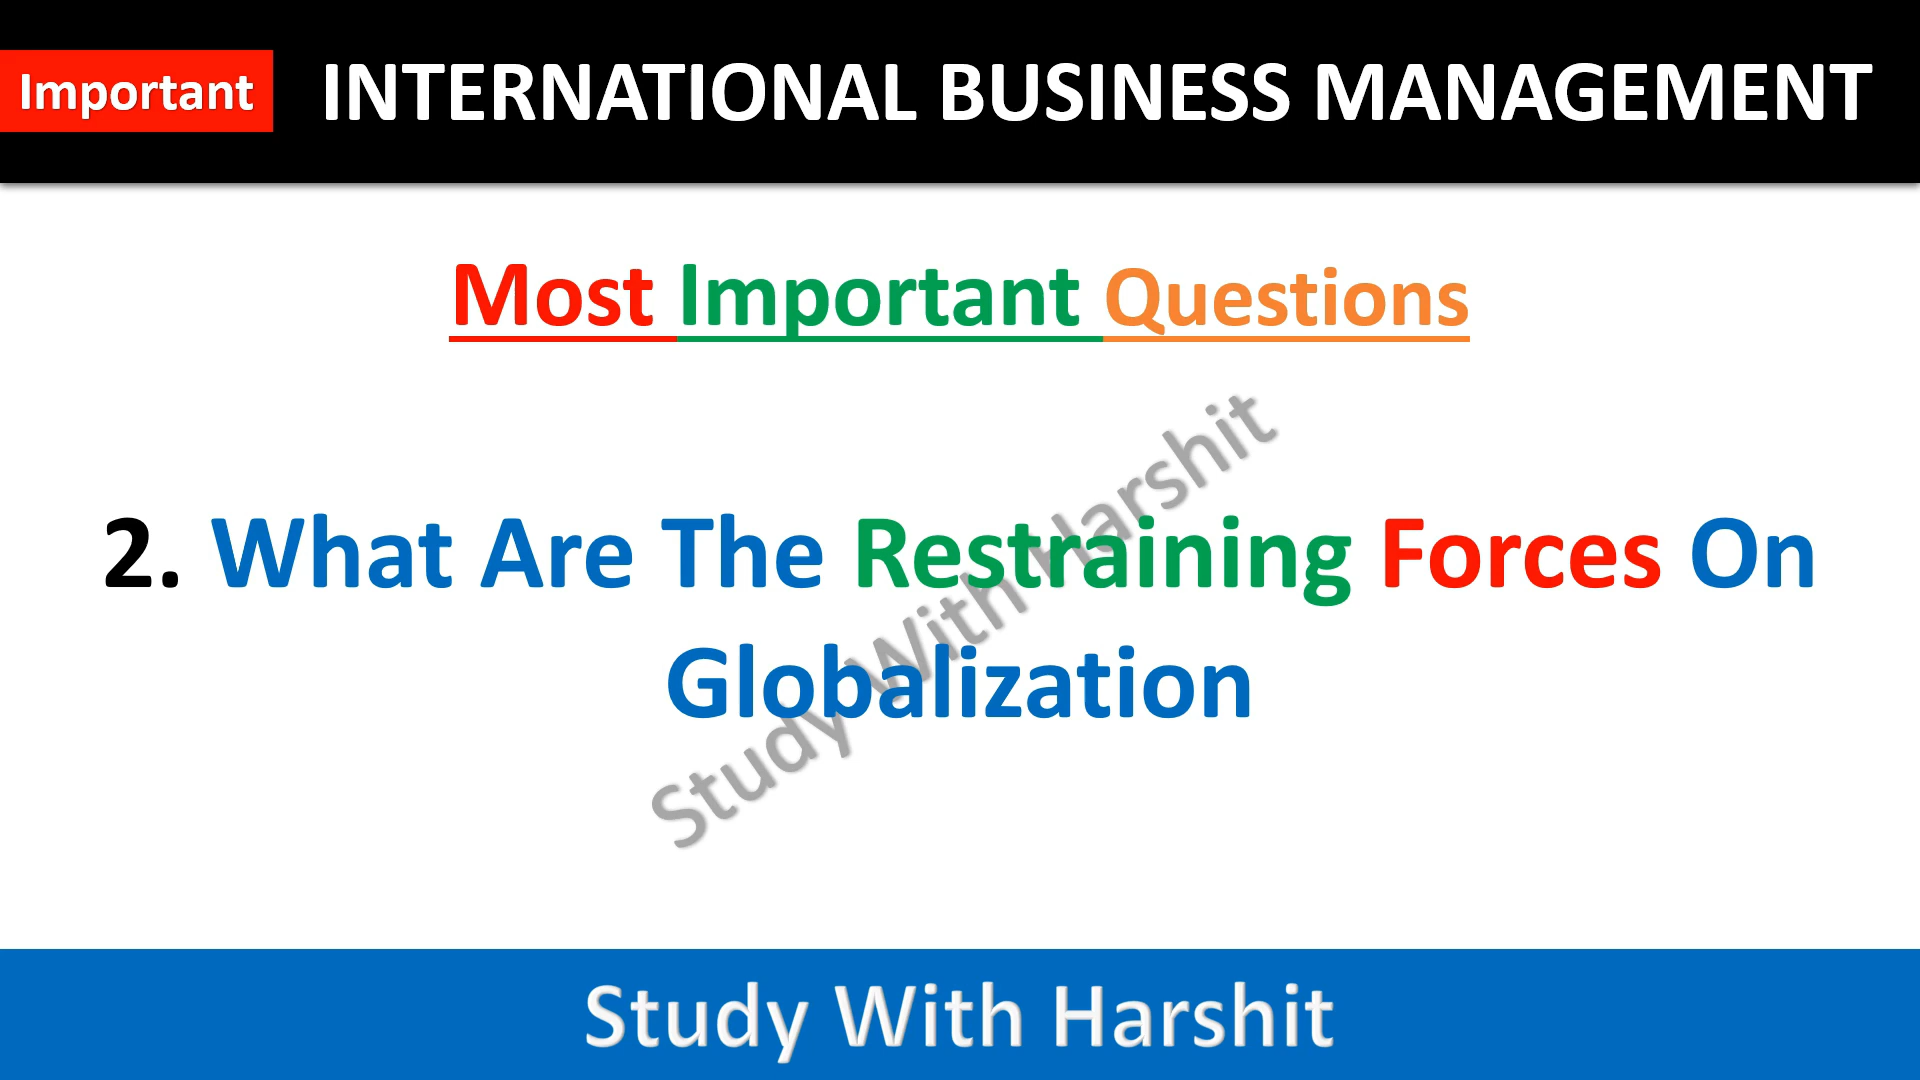 Important
INTERNATIONAL BUSINESS MANAGEMENT
Most Important Questions
2. What Are The Restraining Forces On
Globalization
Study With Harshit
Study With Harshit